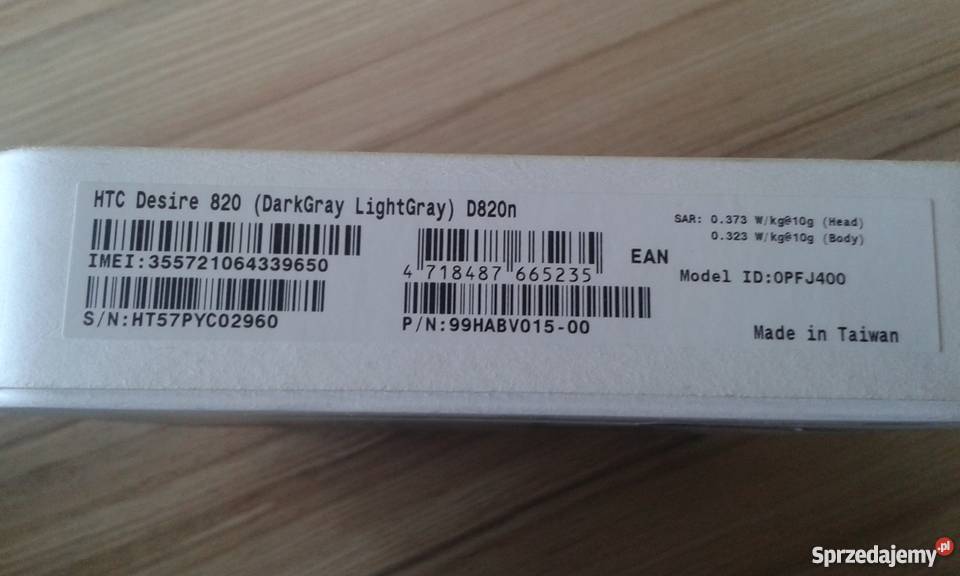 HTC Desire 820 (DarkGray LightGray) D820n
IMEI:355721064339650
S/N:HT57PYC02960
4 718487 665235
EAN
P/N:99HABV015-00
SAR: 0.373 W/kg@10g (Head)
0.323 W/kg@10g (Body)
Model ID:0PFJ400
Made in Taiwan
Sprzedajemy.pl